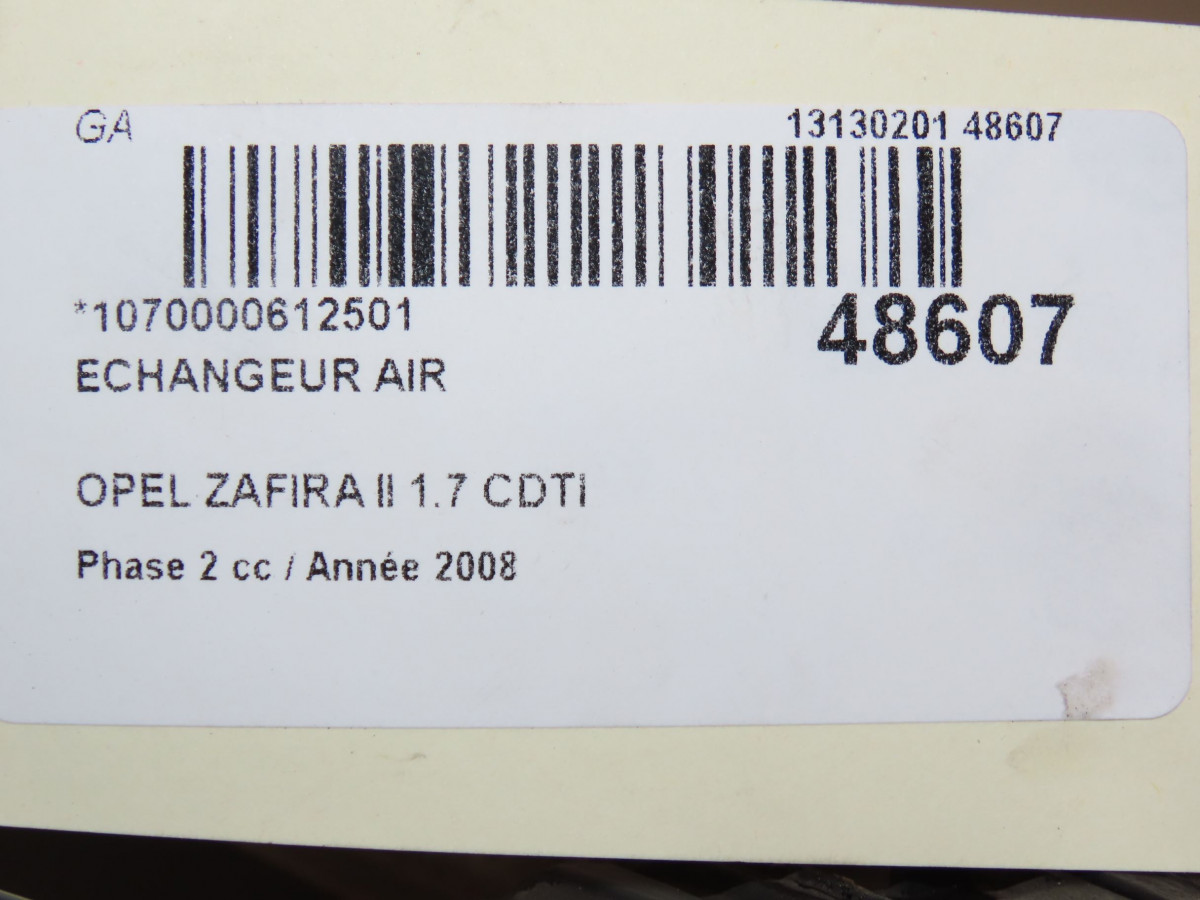 GA 13130201 48607
*1070000612501 48607
ECHANGEUR AIR
OPEL ZAFIRA II 1.7 CDTI
Phase 2 cc / Année 2008